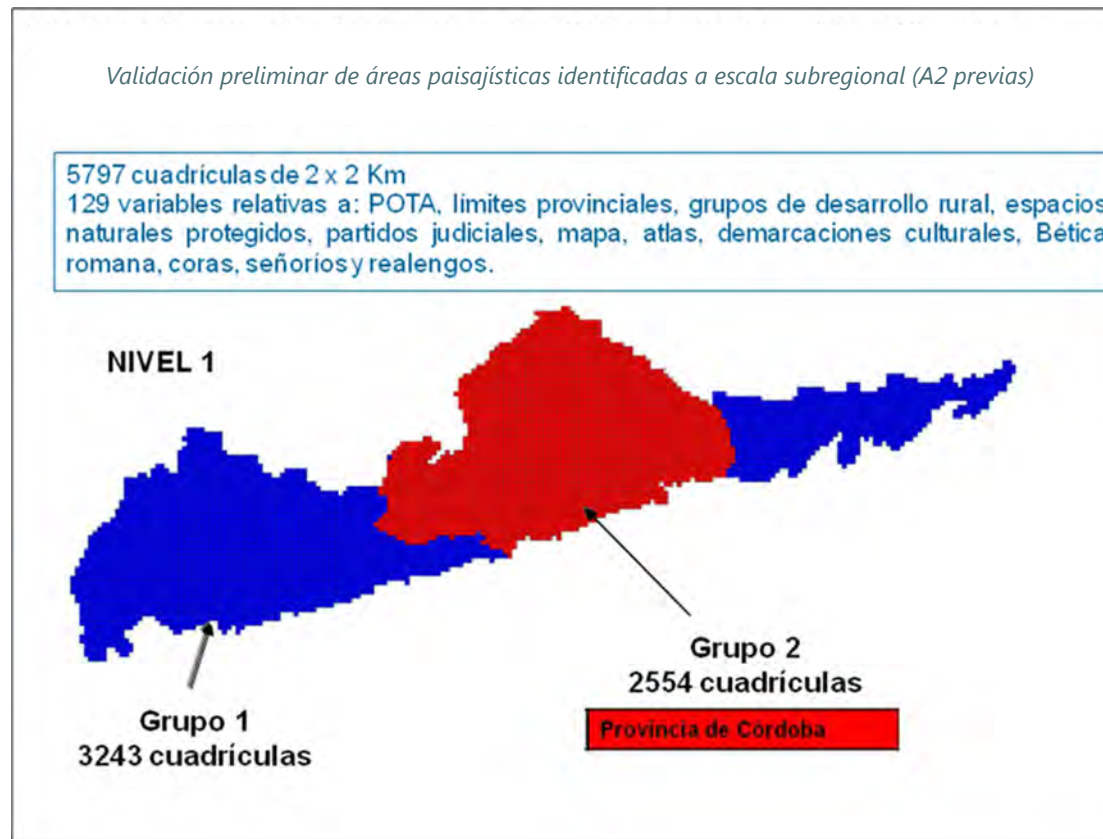 Validación preliminar de áreas paisajísticas identificadas a escala subregional (A2 previas)
5797 cuadrículas de 2 x 2 Km
129 variables relativas a: POTA, límites provinciales, grupos de desarrollo rural, espacios
naturales protegidos, partidos judiciales, mapa, atlas, demarcaciones culturales, Bética
romana, coras, señoríos y realengos.
NIVEL 1
Grupo 2
2554 cuadrículas
Provincia de Córdoba
Grupo 1
3243 cuadrículas